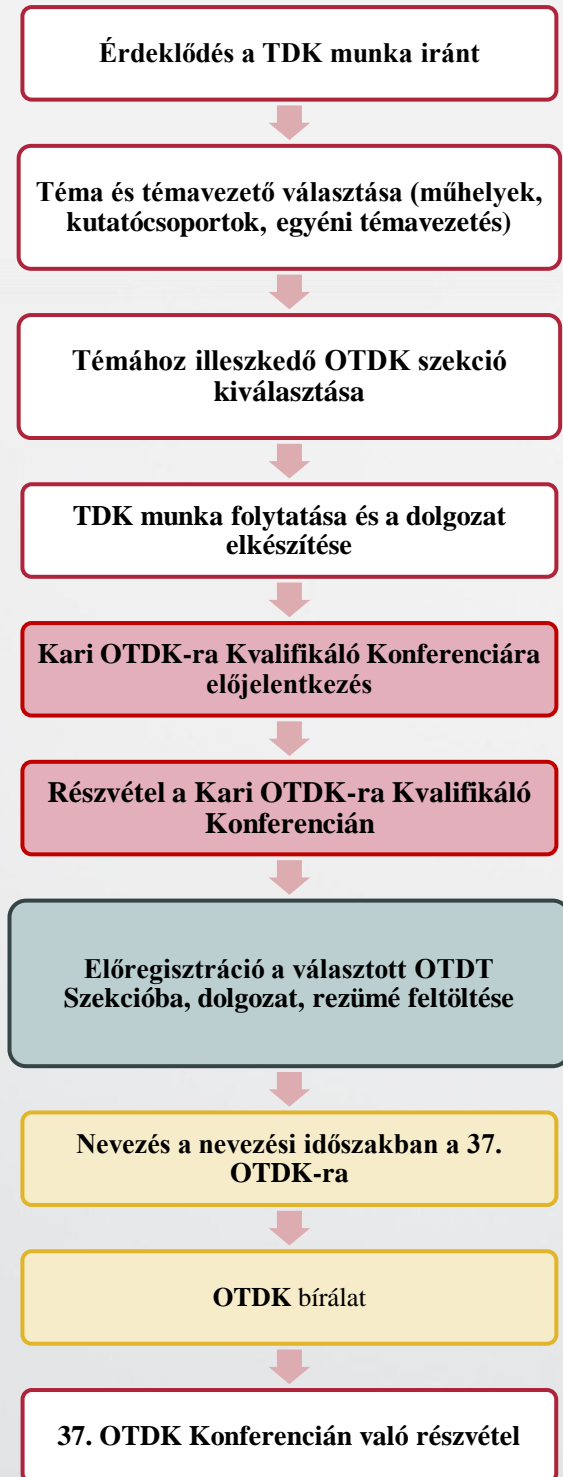 Érdeklődés a TDK munka iránt
Téma és témavezető választása (műhelyek,
kutatócsoportok, egyéni témavezetés)
Témához illeszkedő OTDK szekció
kiválasztása
TDK munka folytatása és a dolgozat
elkészítése
Kari OTDK-ra Kvalifikáló Konferenciára
előjelentkezés
Részvétel a Kari OTDK-ra Kvalifikáló
Konferencián
Előregisztráció a választott OTDT
Szekcióba, dolgozat, rezümé feltöltése
Nevezés a nevezési időszakban a 37.
OTDK-ra
OTDK bírálat
37. OTDK Konferencián való részvétel